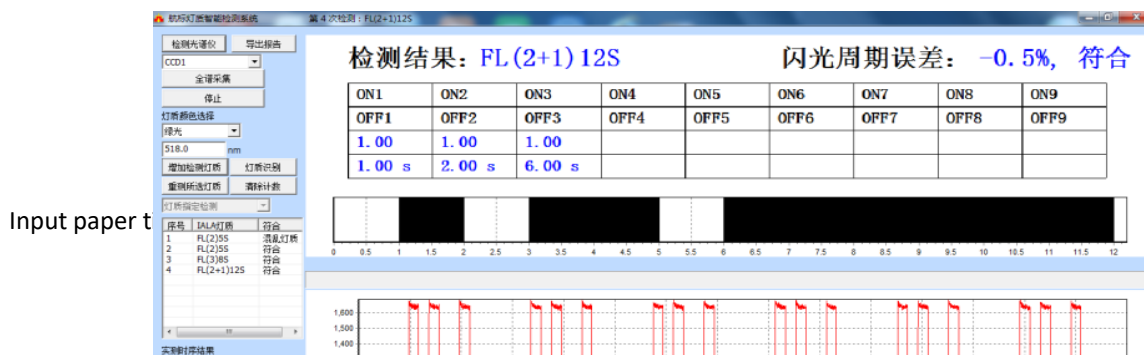 航标灯质智能检测系统 第 4 次检测：FL(2+1)12S
检测光谱仪 导出报告
CCD1
全谱采集
停止
灯质颜色选择
绿光
518.0 nm
增加检测灯质 灯质识别
重测所选灯质 清除计数
灯质指定检测
序号 IALA灯质 符合
1 FL(2)5S 混乱灯质
2 FL(2)5S 符合
3 FL(3)8S 符合
4 FL(2+1)12S 符合
实测时序结果
Input paper t
检测结果：FL(2+1)12S 闪光周期误差： -0.5%, 符合
ON1 ON2 ON3 ON4 ON5 ON6 ON7 ON8 ON9
OFF1 OFF2 OFF3 OFF4 OFF5 OFF6 OFF7 OFF8 OFF9
1.00 1.00 1.00
1.00 s 2.00 s 6.00 s
0 0.5 1 1.5 2 2.5 3 3.5 4 4.5 5 5.5 6 6.5 7 7.5 8 8.5 9 9.5 10 10.5 11 11.5 12
1,600
1,500
1,400